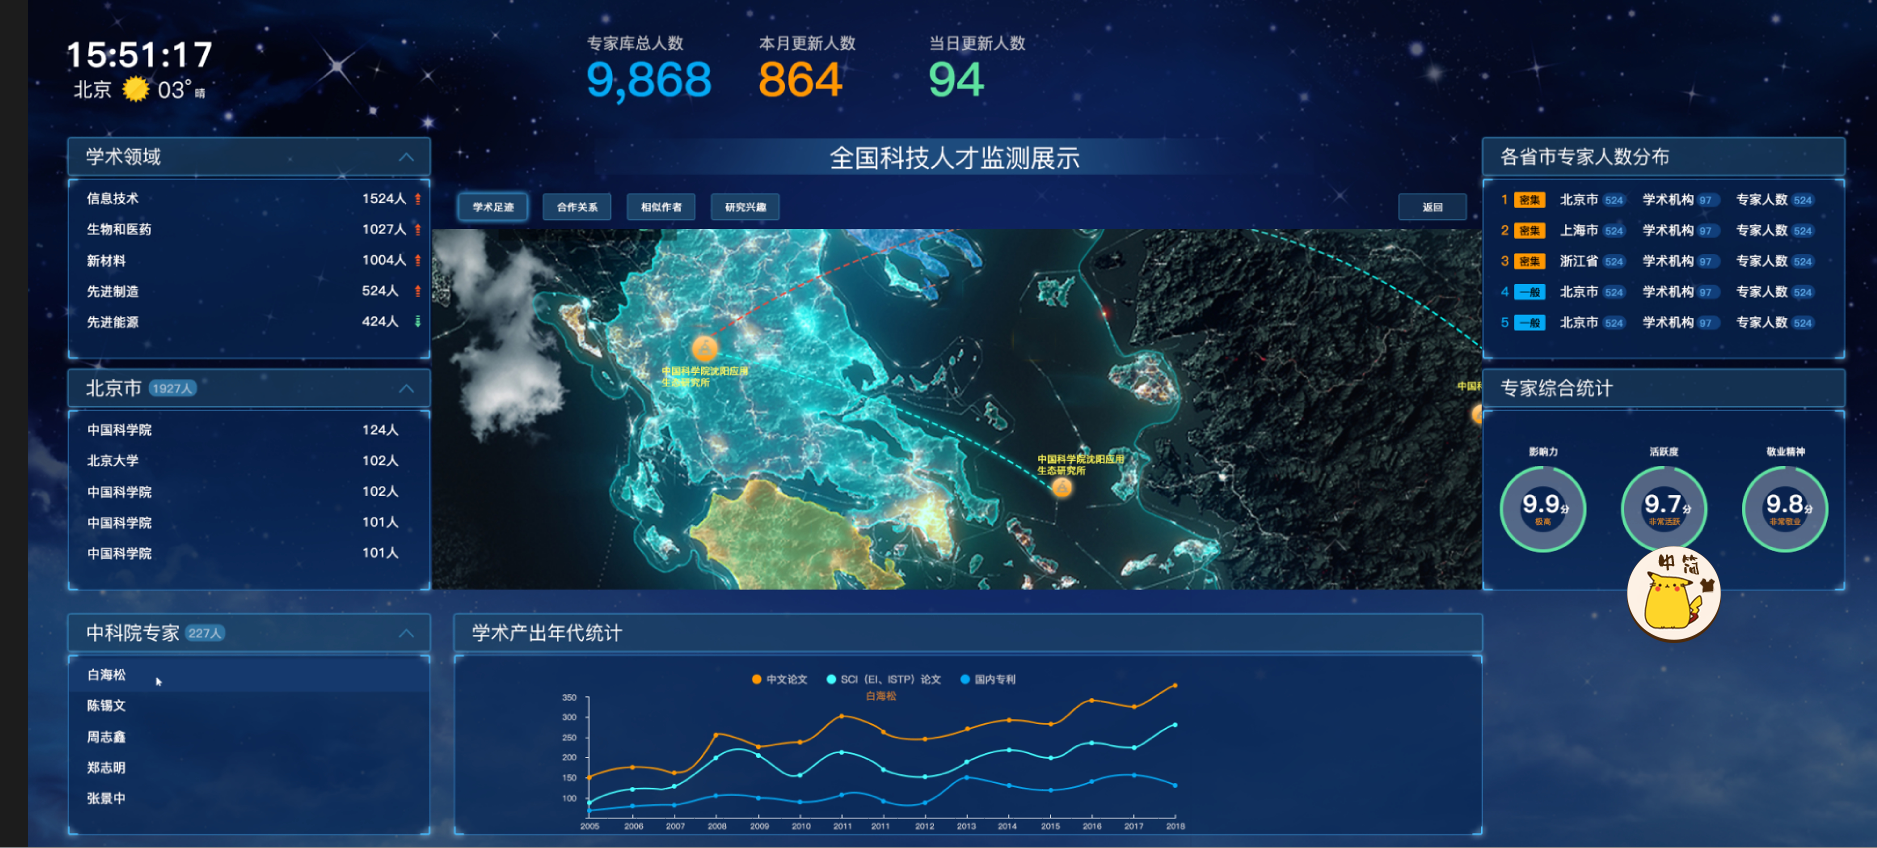 15:51:17
北京 03° 晴
专家库总人数 本月更新人数 当日更新人数
9,868 864 94
全国科技人才监测展示
学术领域
信息技术 1524人
生物和医药 1027人
新材料 1004人
先进制造 524人
先进能源 424人
北京市 1927人
中国科学院 124人
北京大学 102人
中国科学院 102人
中国科学院 101人
中国科学院 101人
中科院专家 227人
白海松
陈锡文
周志鑫
郑志明
张景中
学术足迹 合作关系 相似作者 研究兴趣 返回
中国科学院沈阳应用
生态研究所
中国科学院沈阳应用
生态研究所
中国科
学术产出年代统计
中文论文 SCI（EI、ISTP）论文 国内专利
白海松
350
300
250
200
150
100
2005 2006 2007 2008 2009 2010 2011 2011 2012 2013 2014 2015 2016 2017 2018
各省市专家人数分布
1 密集 北京市 524 学术机构 97 专家人数 524
2 密集 上海市 524 学术机构 97 专家人数 524
3 密集 浙江省 524 学术机构 97 专家人数 524
4 一般 北京市 524 学术机构 97 专家人数 524
5 一般 北京市 524 学术机构 97 专家人数 524
专家综合统计
影响力 活跃度 敬业精神
9.9分 9.7分 9.8分
极高 非常活跃 非常敬业
中 简